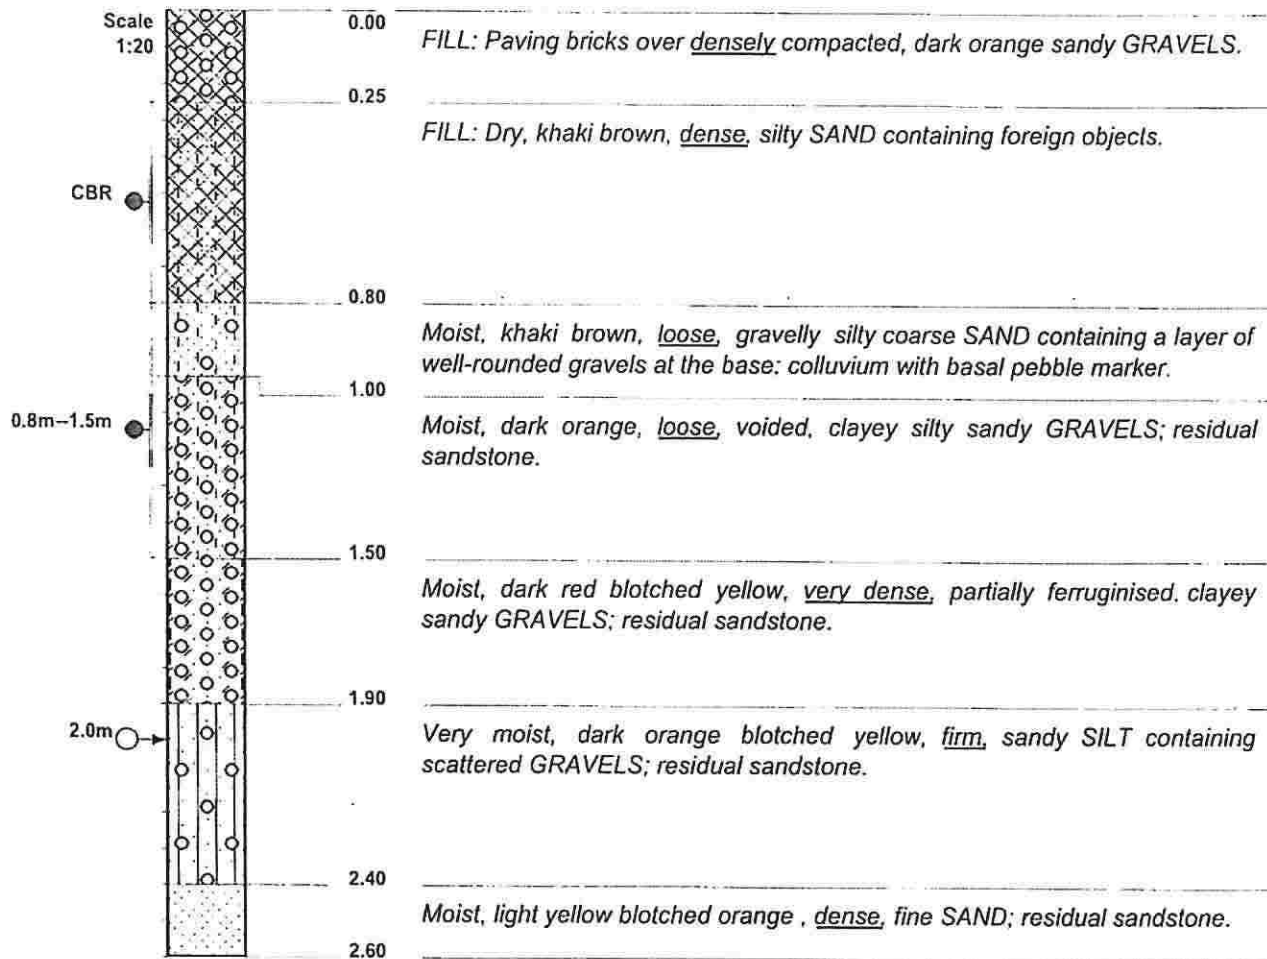 Scale
1:20
0.00
FILL: Paving bricks over densely compacted, dark orange sandy GRAVELS.
0.25
FILL: Dry, khaki brown, dense, silty SAND containing foreign objects.
CBR
0.80
Moist, khaki brown, loose, gravelly silty coarse SAND containing a layer of
well-rounded gravels at the base: colluvium with basal pebble marker.
1.00
0.8m--1.5m
Moist, dark orange, loose, voided, clayey silty sandy GRAVELS; residual
sandstone.
1.50
Moist, dark red blotched yellow, very dense, partially ferruginised. clayey
sandy GRAVELS; residual sandstone.
1.90
2.0m
Very moist, dark orange blotched yellow, firm, sandy SILT containing
scattered GRAVELS; residual sandstone.
2.40
Moist, light yellow blotched orange , dense, fine SAND; residual sandstone.
2.60